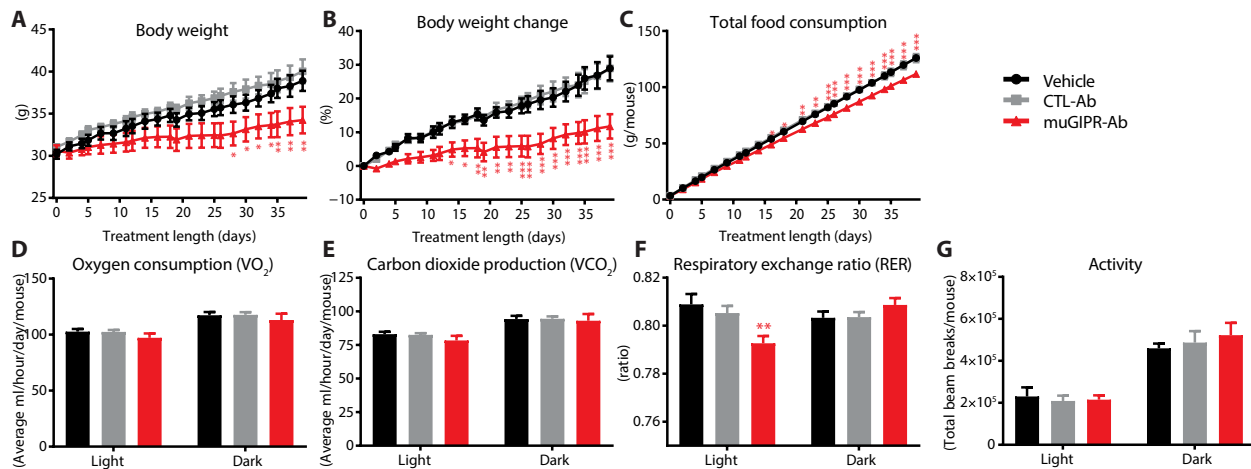 A
Body weight
(g)
45
40
35
30
25
0 5 10 15 20 25 30 35
Treatment length (days)
* ** ** ** ** ** **
B
Body weight change
(%)
40
30
20
10
0
−10
0 5 10 15 20 25 30 35
Treatment length (days)
C
Total food consumption
(g/mouse)
150
100
50
0
0 5 10 15 20 25 30 35
Treatment length (days)
Vehicle
CTL-Ab
muGIPR-Ab
D
Oxygen consumption (VO2)
(Average ml/hour/day/mouse)
150
100
50
0
Light Dark
E
Carbon dioxide production (VCO2)
(Average ml/hour/day/mouse)
125
100
75
50
25
0
Light Dark
F
Respiratory exchange ratio (RER)
(ratio)
0.82
0.80
0.78
0.76
**
Light Dark
G
Activity
(Total beam breaks/mouse)
8×10⁵
6×10⁵
4×10⁵
2×10⁵
0
Light Dark